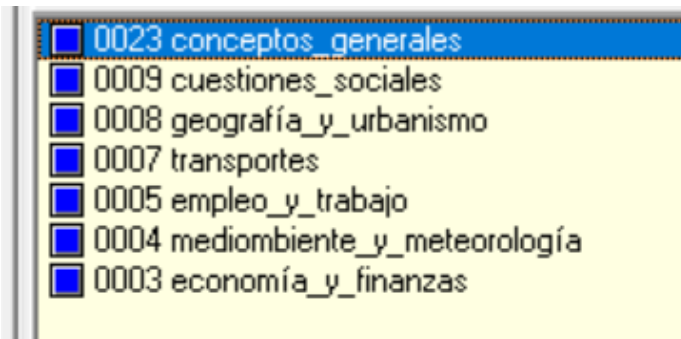 0023 conceptos_generales
0009 cuestiones_sociales
0008 geografía_y_urbanismo
0007 transportes
0005 empleo_y_trabajo
0004 mediombiente_y_meteorología
0003 economía_y_finanzas